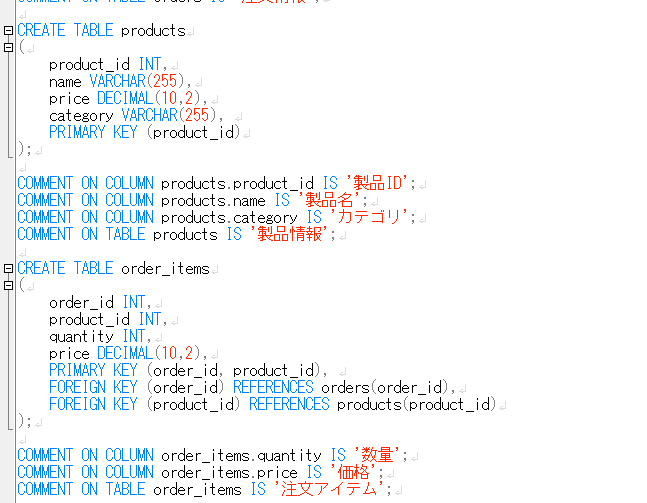 COMMENT ON TABLE orders IS '注文情報';
CREATE TABLE products
(
    product_id INT,
    name VARCHAR(255),
    price DECIMAL(10,2),
    category VARCHAR(255),
    PRIMARY KEY (product_id)
);
COMMENT ON COLUMN products.product_id IS '製品ID';
COMMENT ON COLUMN products.name IS '製品名';
COMMENT ON COLUMN products.category IS 'カテゴリ';
COMMENT ON TABLE products IS '製品情報';
CREATE TABLE order_items
(
    order_id INT,
    product_id INT,
    quantity INT,
    price DECIMAL(10,2),
    PRIMARY KEY (order_id, product_id),
    FOREIGN KEY (order_id) REFERENCES orders(order_id),
    FOREIGN KEY (product_id) REFERENCES products(product_id)
);
COMMENT ON COLUMN order_items.quantity IS '数量';
COMMENT ON COLUMN order_items.price IS '価格';
COMMENT ON TABLE order_items IS '注文アイテム';